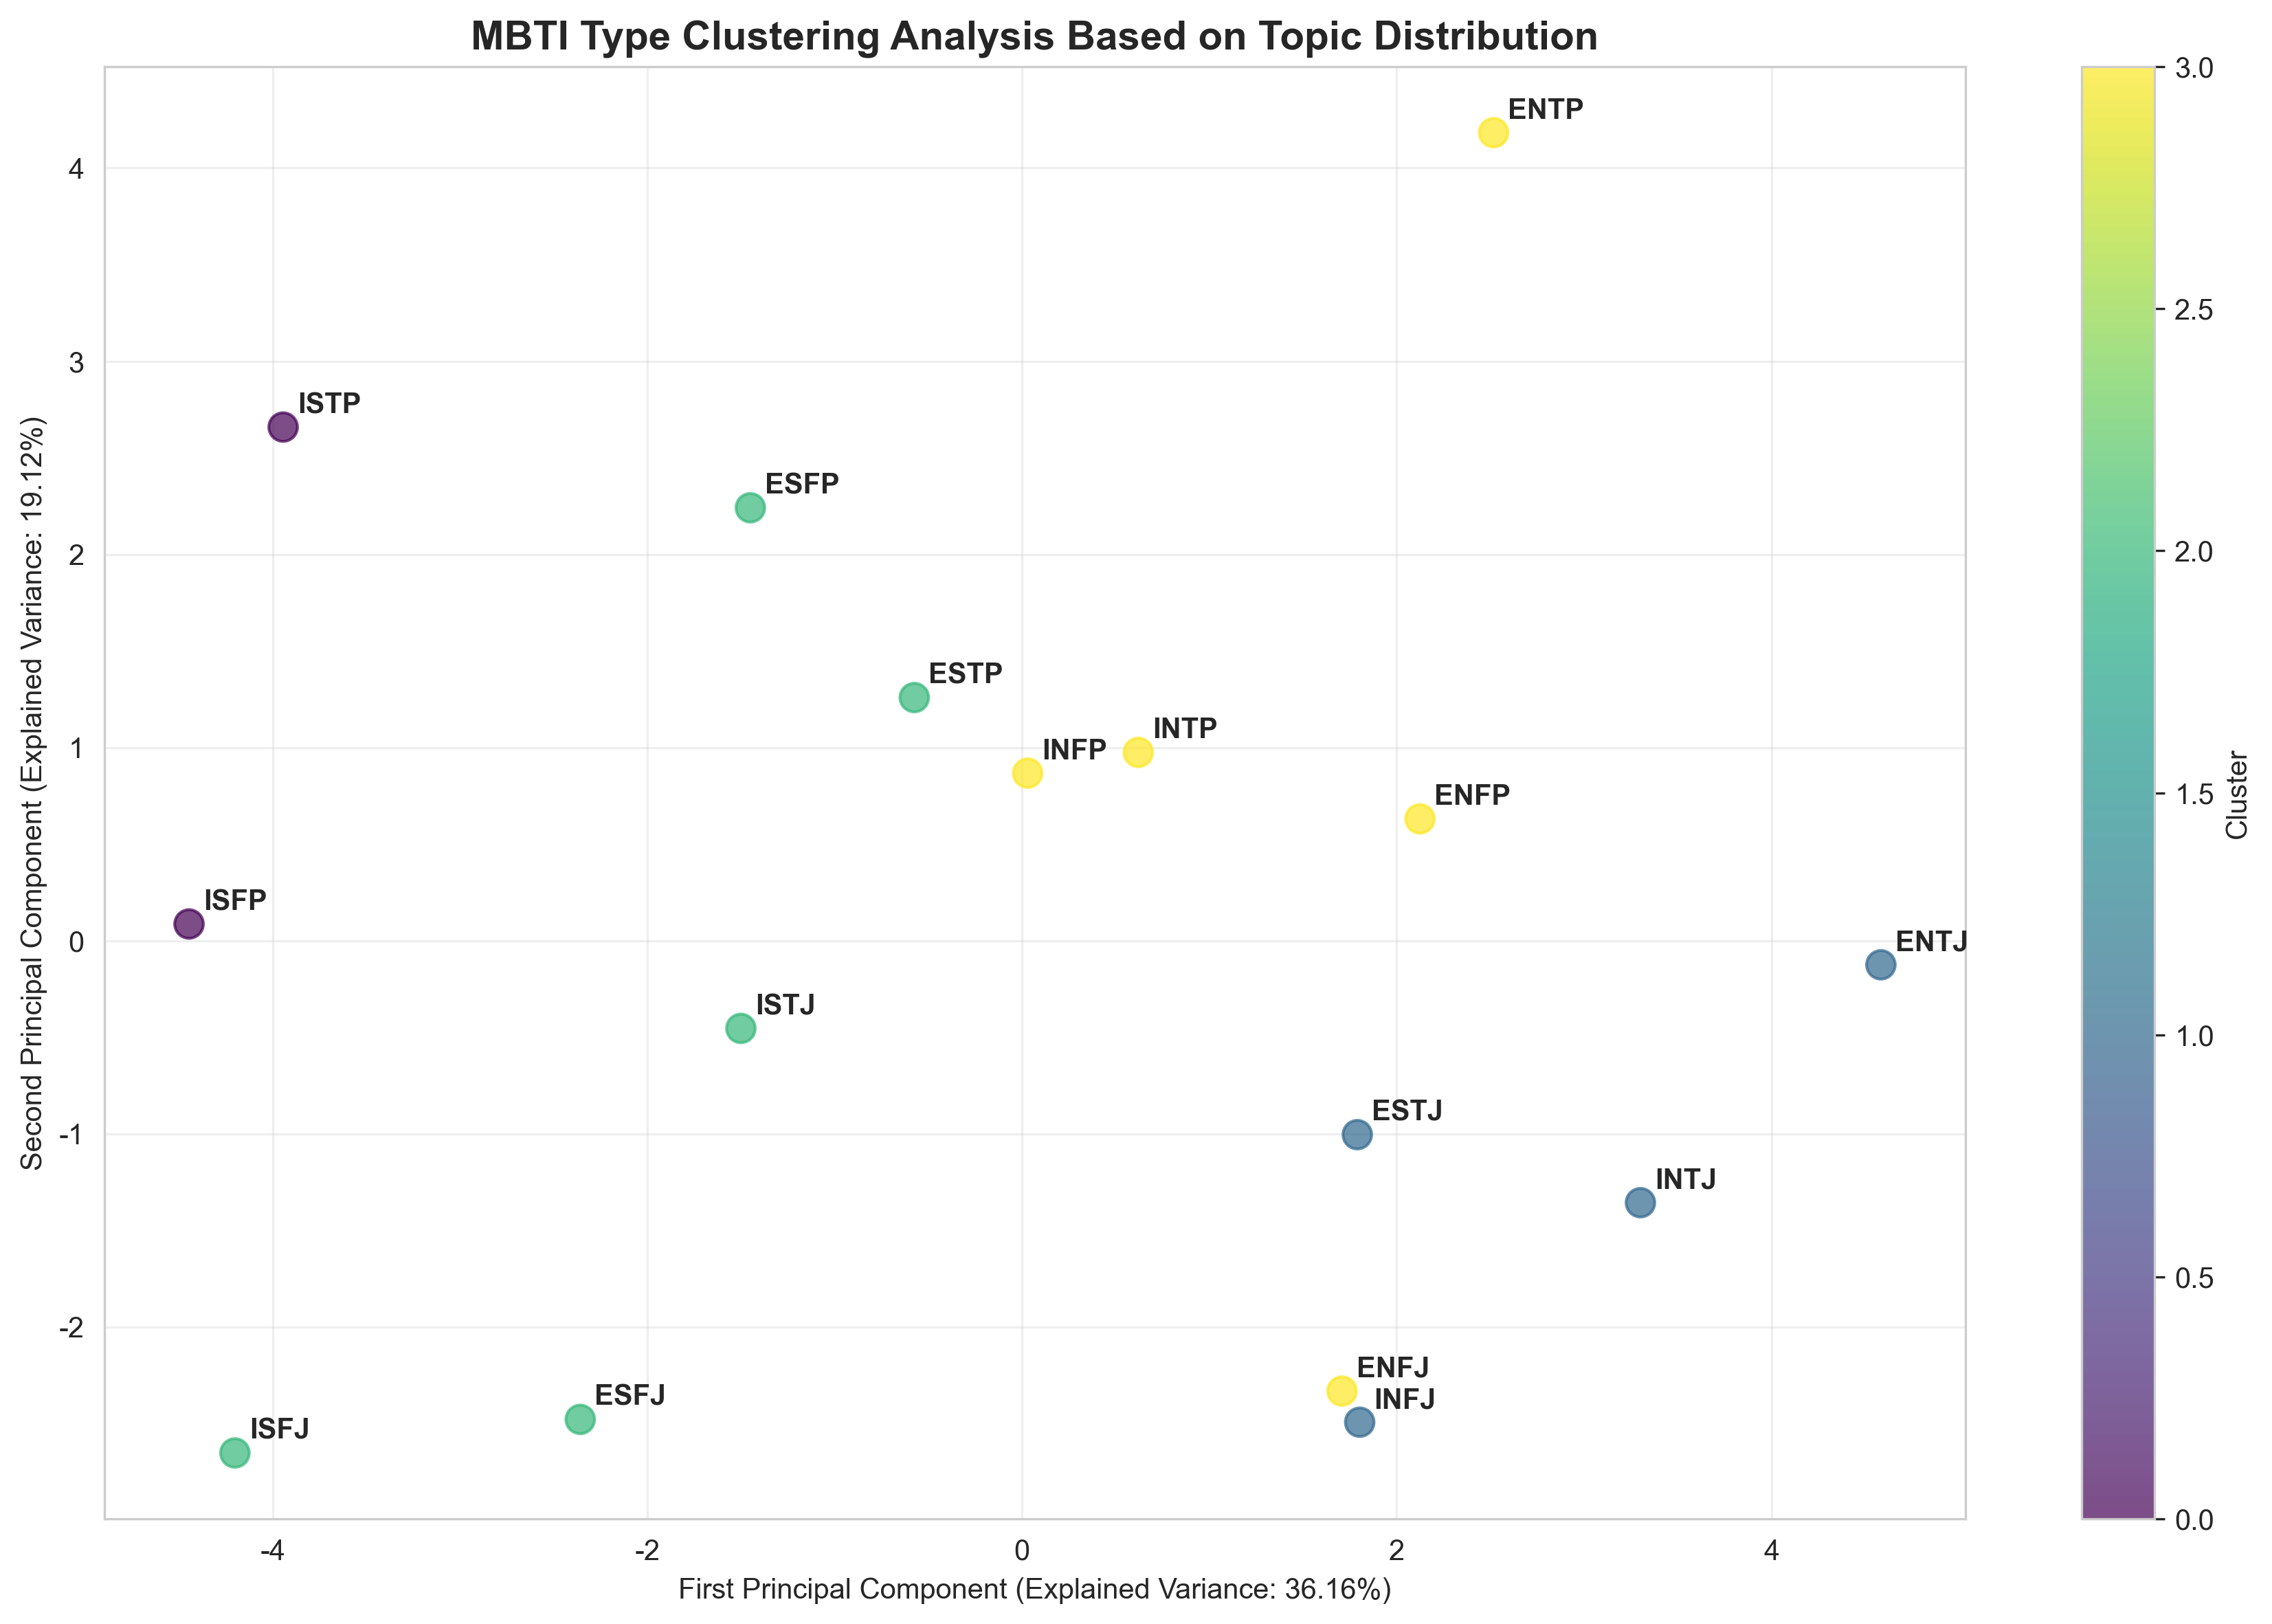 MBTI Type Clustering Analysis Based on Topic Distribution
ENTP
ISTP
ESFP
ESTP
INTP
INFP
ENFP
ISFP
ENTJ
ISTJ
ESTJ
INTJ
ENFJ
INFJ
ESFJ
ISFJ
4
3
2
1
0
-1
-2
Second Principal Component (Explained Variance: 19.12%)
-4
-2
0
2
4
First Principal Component (Explained Variance: 36.16%)
3.0
2.5
2.0
1.5
1.0
0.5
0.0
Cluster